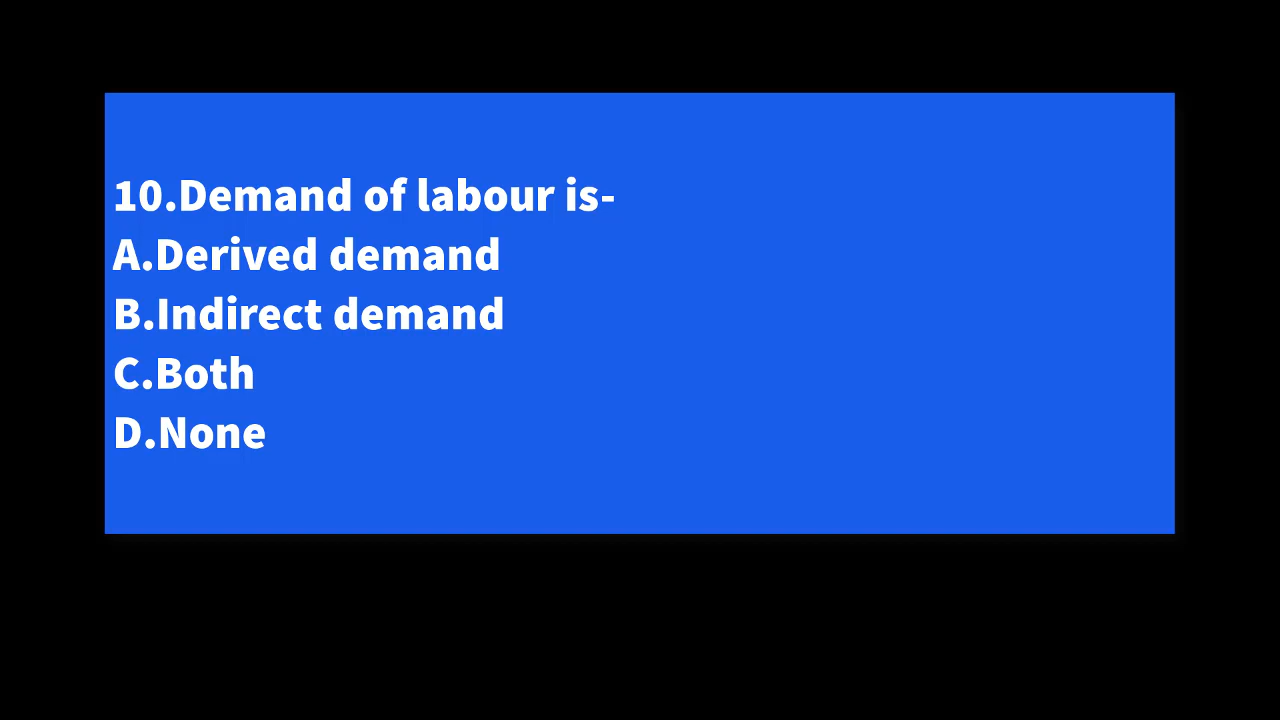 10.Demand of labour is-
A.Derived demand
B.Indirect demand
C.Both
D.None